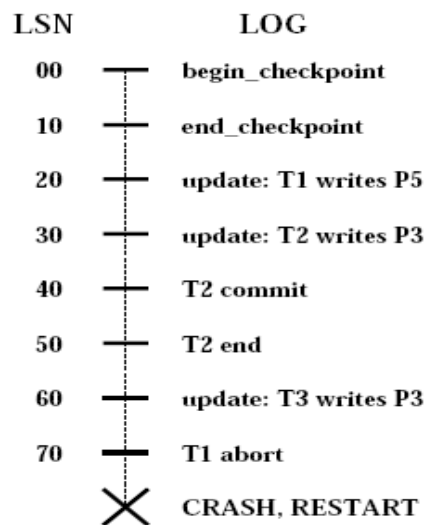 LSN LOG
00 begin_checkpoint
10 end_checkpoint
20 update: T1 writes P5
30 update: T2 writes P3
40 T2 commit
50 T2 end
60 update: T3 writes P3
70 T1 abort
CRASH, RESTART